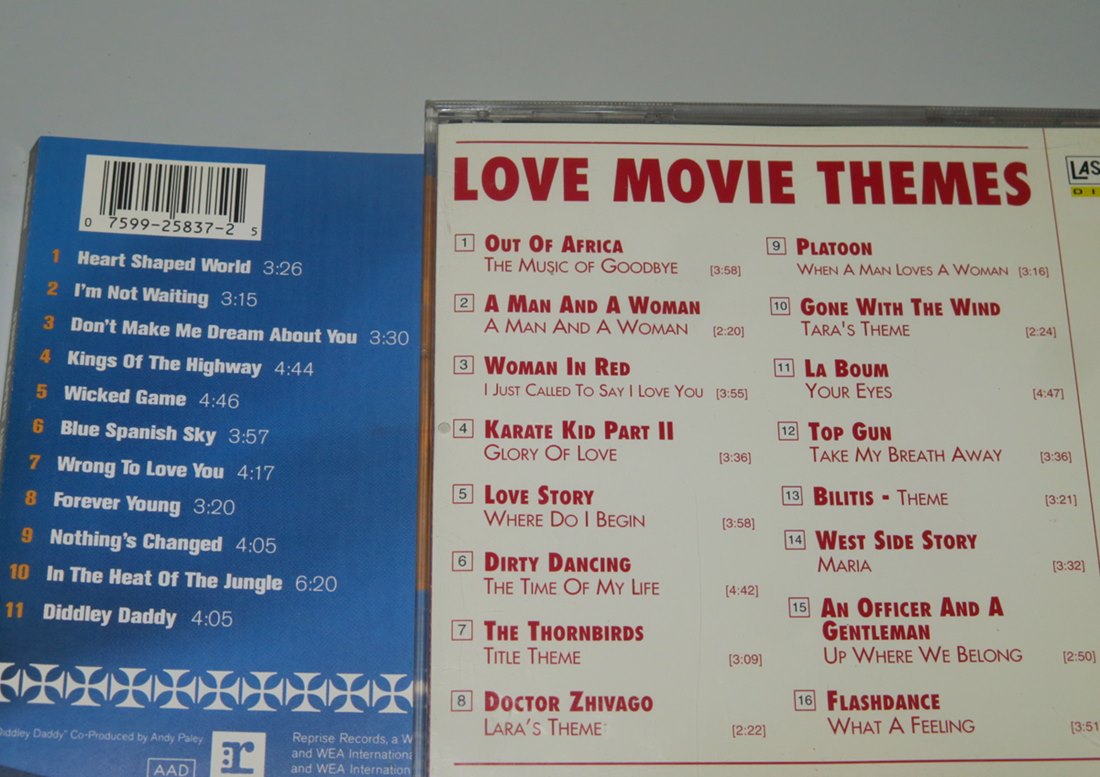 0 7599-25837-2 5
1 Heart Shaped World 3:26
2 I'm Not Waiting 3:15
3 Don't Make Me Dream About You 3:30
4 Kings Of The Highway 4:44
5 Wicked Game 4:46
6 Blue Spanish Sky 3:57
7 Wrong To Love You 4:17
8 Forever Young 3:20
9 Nothing's Changed 4:05
10 In The Heat Of The Jungle 6:20
11 Diddley Daddy 4:05
Diddley Daddy" Co-Produced by Andy Paley
AAD
r
Reprise Records, a W
and WEA Internationa
and WEA Internation
LOVE MOVIE THEMES
1 OUT OF AFRICA
THE MUSIC OF GOODBYE [3:58]
2 A MAN AND A WOMAN
A MAN AND A WOMAN [2:20]
3 WOMAN IN RED
I JUST CALLED TO SAY I LOVE YOU [3:55]
4 KARATE KID PART II
GLORY OF LOVE [3:36]
5 LOVE STORY
WHERE DO I BEGIN [3:58]
6 DIRTY DANCING
THE TIME OF MY LIFE [4:42]
7 THE THORNBIRDS
TITLE THEME [3:09]
8 DOCTOR ZHIVAGO
LARA'S THEME [2:22]
9 PLATOON
WHEN A MAN LOVES A WOMAN [3:16]
10 GONE WITH THE WIND
TARA'S THEME [2:24]
11 LA BOUM
YOUR EYES [4:47]
12 TOP GUN
TAKE MY BREATH AWAY [3:36]
13 BILITIS - THEME [3:21]
14 WEST SIDE STORY
MARIA [3:32]
15 AN OFFICER AND A
GENTLEMAN
UP WHERE WE BELONG [2:50]
16 FLASHDANCE
WHAT A FEELING [3:51
LAS
DI